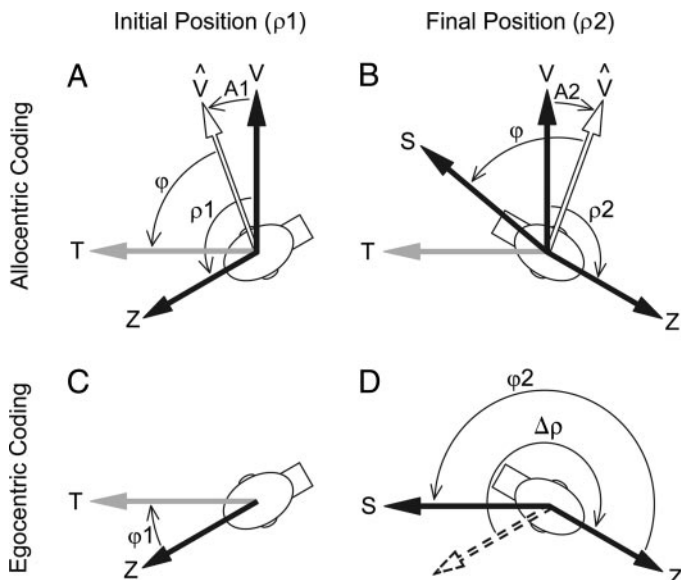 Initial Position (ρ1)
Final Position (ρ2)
Allocentric Coding
A
V̂
A1
V
φ
ρ1
T
Z
B
V
A2
V̂
S
φ
ρ2
T
Z
Egocentric Coding
C
T
φ1
Z
D
φ2
Δρ
S
Z